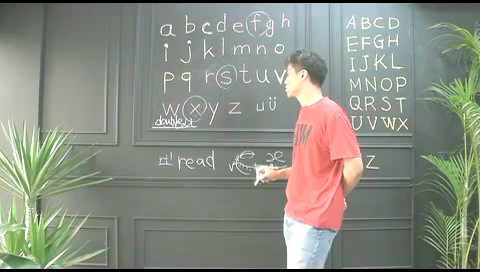 a b c d e f g h
i j k l m n o
p q r s t u v
w x y z ㅂ ü
double
ㅍ' read e æ
v
A B C D
E F G H
I J K L
M N O P
Q R S T
U V W X
Z